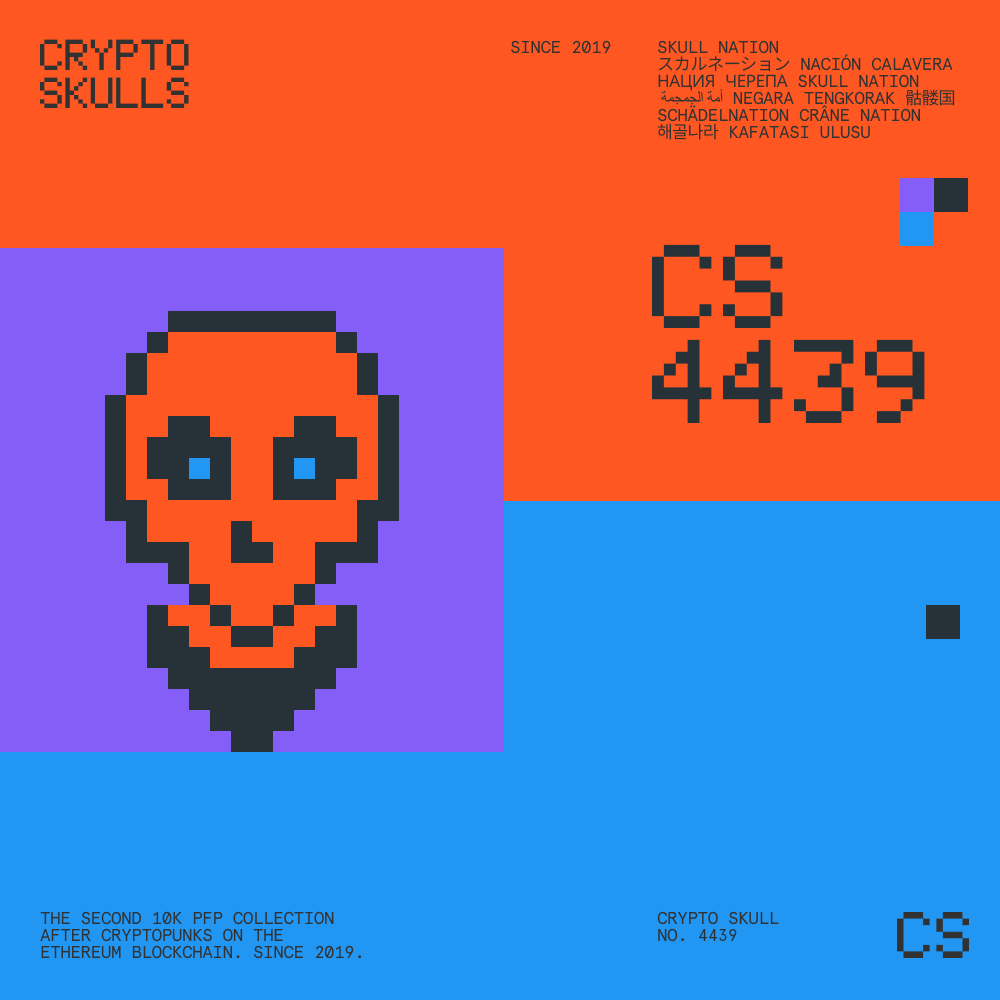 CRYPTO
SKULLS
SINCE 2019
SKULL NATION
スカルネーション NACIÓN CALAVERA
НАЦИЯ ЧЕРЕПА SKULL NATION
أمة الجمجمة NEGARA TENGKORAK 骷髅国
SCHÄDELNATION CRÂNE NATION
해골나라 KAFATASI ULUSU
CS
4439
THE SECOND 10K PFP COLLECTION
AFTER CRYPTOPUNKS ON THE
ETHEREUM BLOCKCHAIN. SINCE 2019.
CRYPTO SKULL
NO. 4439
CS